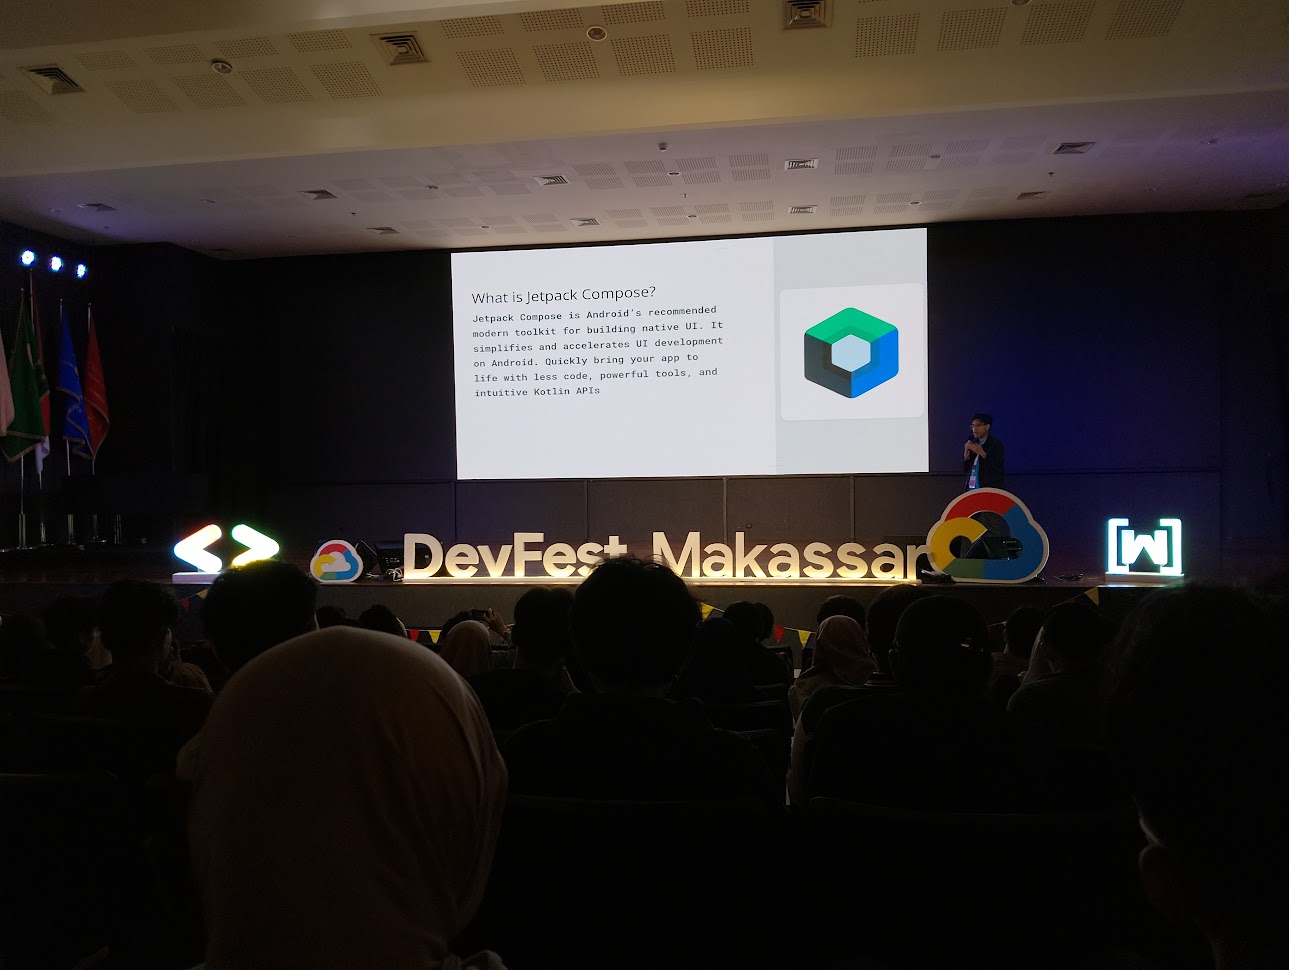 What is Jetpack Compose?
Jetpack Compose is Android's recommended
modern toolkit for building native UI. It
simplifies and accelerates UI development
on Android. Quickly bring your app to
life with less code, powerful tools, and
intuitive Kotlin APIs
DevFest Makassar
[W]